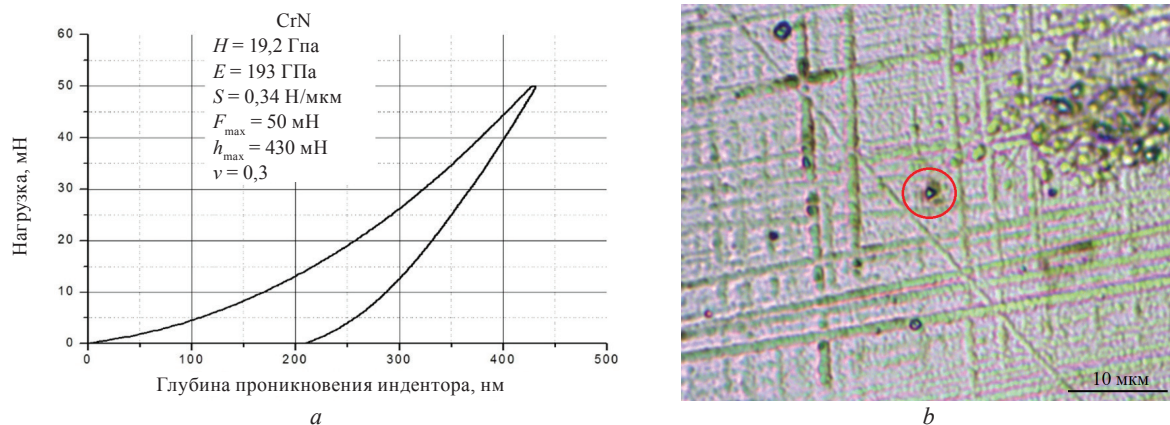 CrN
H = 19,2 Гпа
E = 193 ГПа
S = 0,34 Н/мкм
Fmax = 50 мН
hmax = 430 мН
ν = 0,3
Нагрузка, мН
60
50
40
30
20
10
0
0 100 200 300 400 500
Глубина проникновения индентора, нм
a
10 мкм
b